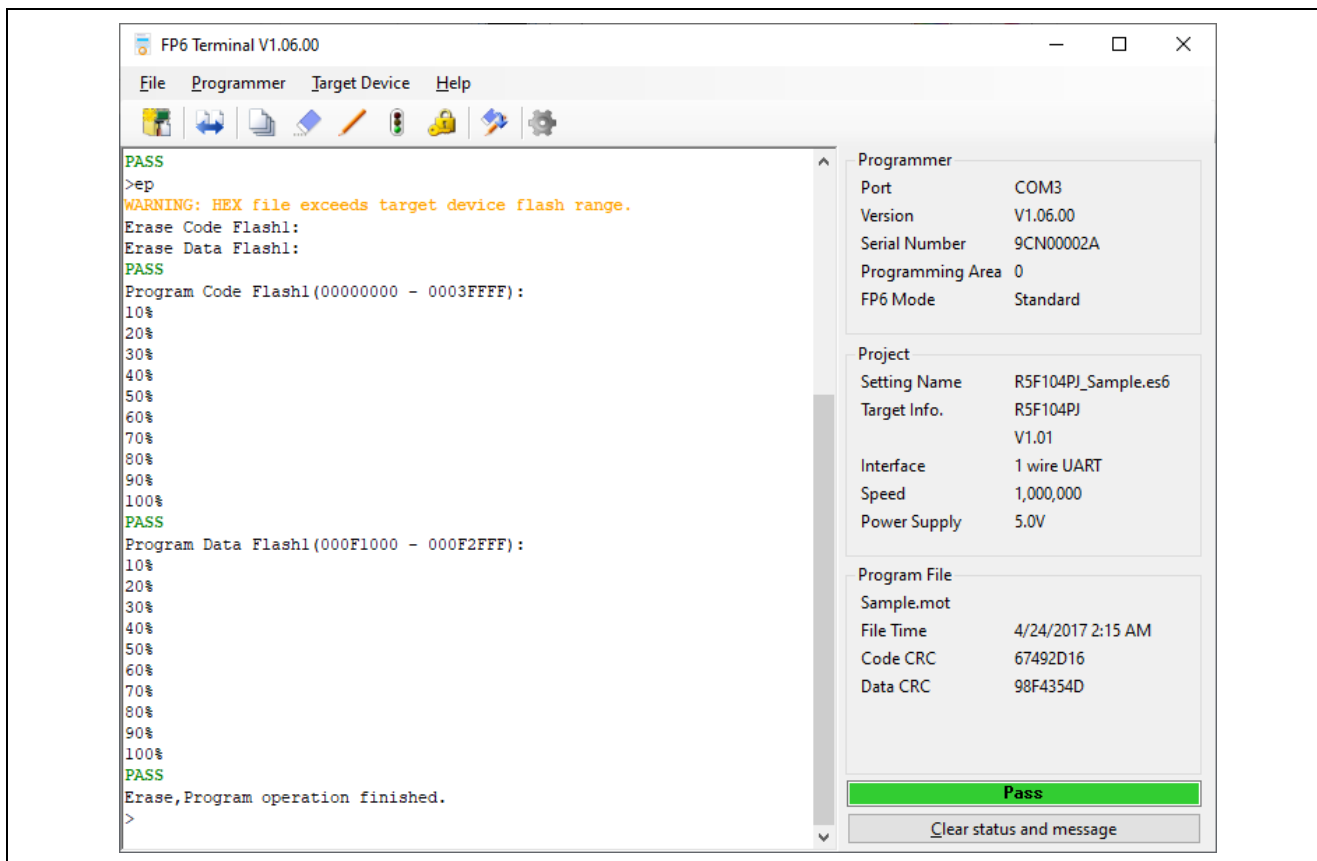 FP6 Terminal V1.06.00
File Programmer Target Device Help
PASS
>ep
WARNING: HEX file exceeds target device flash range.
Erase Code Flash1:
Erase Data Flash1:
PASS
Program Code Flash1(00000000 - 0003FFFF):
10%
20%
30%
40%
50%
60%
70%
80%
90%
100%
PASS
Program Data Flash1(000F1000 - 000F2FFF):
10%
20%
30%
40%
50%
60%
70%
80%
90%
100%
PASS
Erase,Program operation finished.
>
Programmer
Port COM3
Version V1.06.00
Serial Number 9CN00002A
Programming Area 0
FP6 Mode Standard
Project
Setting Name R5F104PJ_Sample.es6
Target Info. R5F104PJ
V1.01
Interface 1 wire UART
Speed 1,000,000
Power Supply 5.0V
Program File
Sample.mot
File Time 4/24/2017 2:15 AM
Code CRC 67492D16
Data CRC 98F4354D
Pass
Clear status and message